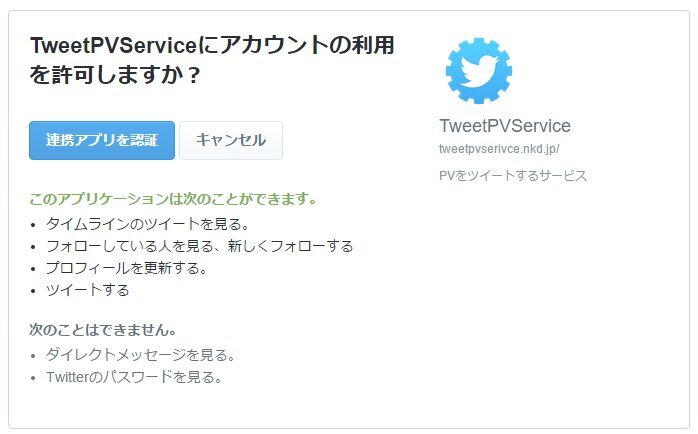 TweetPVServiceにアカウントの利用
を許可しますか？
連携アプリを認証
キャンセル
TweetPVService
tweetpvserivce.nkd.jp/
PVをツイートするサービス
このアプリケーションは次のことができます。
• タイムラインのツイートを見る。
• フォローしている人を見る、新しくフォローする
• プロフィールを更新する。
• ツイートする
次のことはできません。
• ダイレクトメッセージを見る。
• Twitterのパスワードを見る。